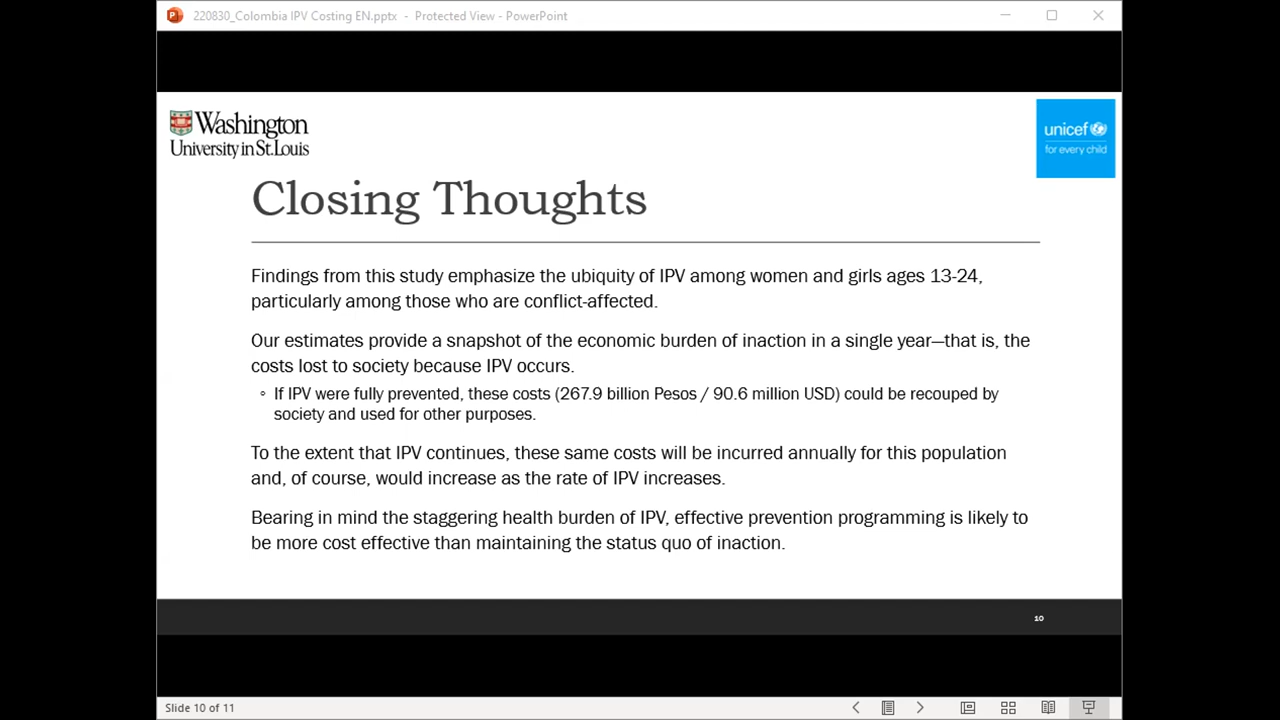 220830_Colombia IPV Costing EN.pptx - Protected View - PowerPoint
Washington
University in St. Louis
unicef
for every child
Closing Thoughts
Findings from this study emphasize the ubiquity of IPV among women and girls ages 13-24,
particularly among those who are conflict-affected.
Our estimates provide a snapshot of the economic burden of inaction in a single year—that is, the
costs lost to society because IPV occurs.
◦ If IPV were fully prevented, these costs (267.9 billion Pesos / 90.6 million USD) could be recouped by
society and used for other purposes.
To the extent that IPV continues, these same costs will be incurred annually for this population
and, of course, would increase as the rate of IPV increases.
Bearing in mind the staggering health burden of IPV, effective prevention programming is likely to
be more cost effective than maintaining the status quo of inaction.
10
Slide 10 of 11